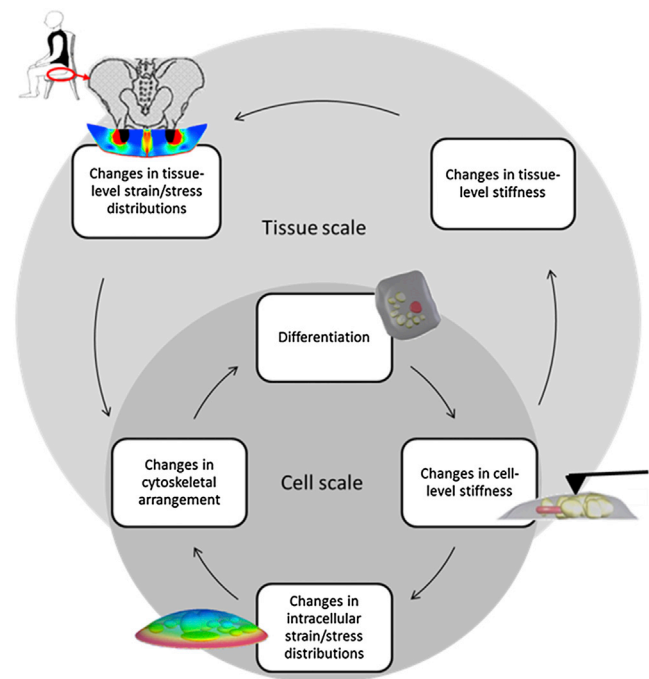 Changes in tissue-
level strain/stress
distributions
Changes in tissue-
level stiffness
Tissue scale
Differentiation
Changes in
cytoskeletal
arrangement
Cell scale
Changes in cell-
level stiffness
Changes in
intracellular
strain/stress
distributions